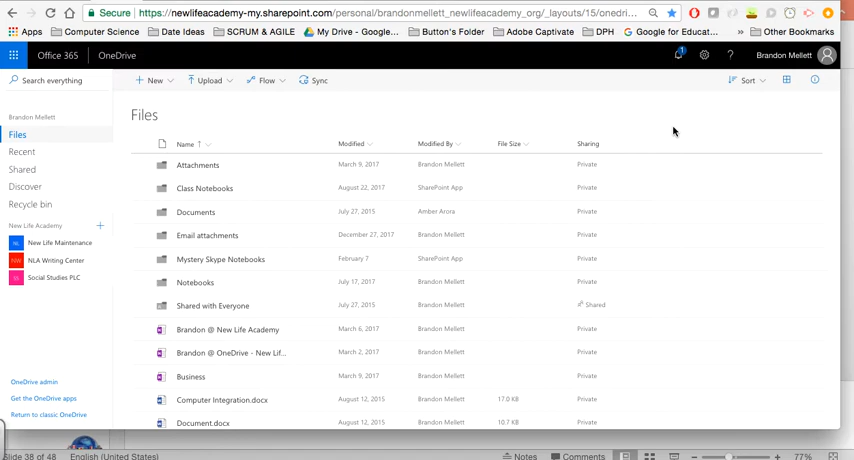 Secure https://newlifeacademy-my.sharepoint.com/personal/brandonmellett_newlifeacademy_org/_layouts/15/onedri...
Apps Computer Science Date Ideas SCRUM & AGILE My Drive - Google... Button's Folder Adobe Captivate DPH Google for Educat... » Other Bookmarks
Office 365 OneDrive 1 ? Brandon Mellett
Search everything + New Upload Flow Sync Sort
Files
Brandon Mellett
Name ↑ Modified Modified By File Size Sharing
Files
Recent
Shared
Discover
Recycle bin
New Life Academy +
NL New Life Maintenance
NW NLA Writing Center
Social Studies PLC
Attachments March 9, 2017 Brandon Mellett Private
Class Notebooks August 22, 2017 SharePoint App Private
Documents July 27, 2015 Amber Arora Private
Email attachments December 27, 2017 Brandon Mellett Private
Mystery Skype Notebooks February 7 SharePoint App Private
Notebooks July 17, 2017 Brandon Mellett Private
Shared with Everyone July 27, 2015 Brandon Mellett Shared
Brandon @ New Life Academy March 6, 2017 Brandon Mellett Private
Brandon @ OneDrive - New Lif... March 2, 2017 Brandon Mellett Private
Business March 9, 2017 Brandon Mellett Private
Computer Integration.docx August 12, 2015 Brandon Mellett 17.0 KB Private
Document.docx August 12, 2015 Brandon Mellett 10.7 KB Private
OneDrive admin
Get the OneDrive apps
Return to classic OneDrive
Slide 38 of 48 English (United States) Notes Comments 77%